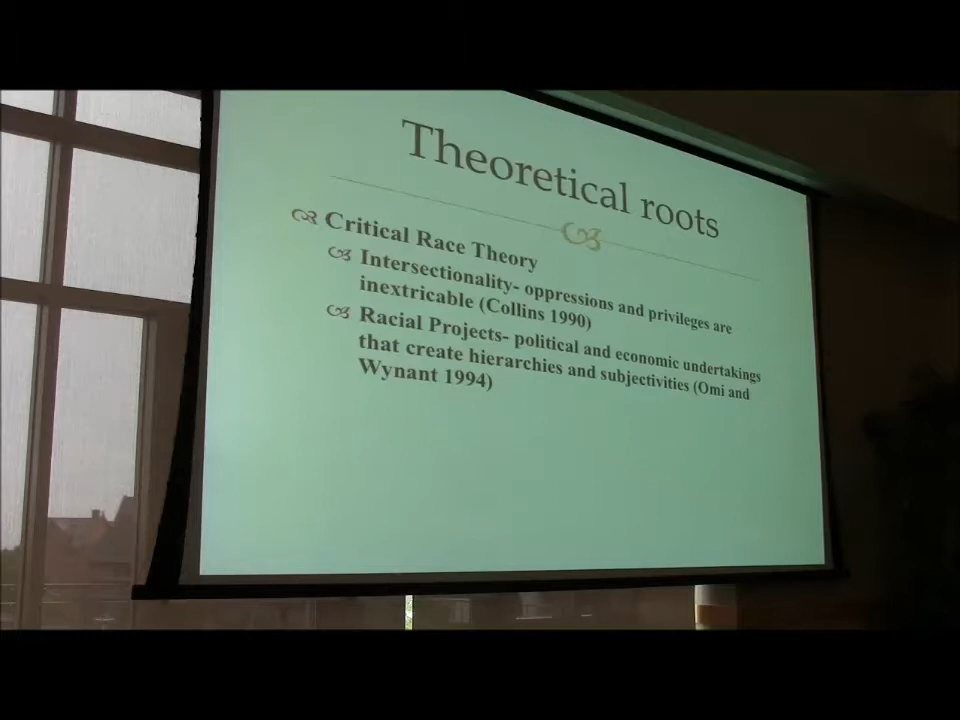 Theoretical roots
Critical Race Theory
Intersectionality- oppressions and privileges are
inextricable (Collins 1990)
Racial Projects- political and economic undertakings
that create hierarchies and subjectivities (Omi and
Wynant 1994)